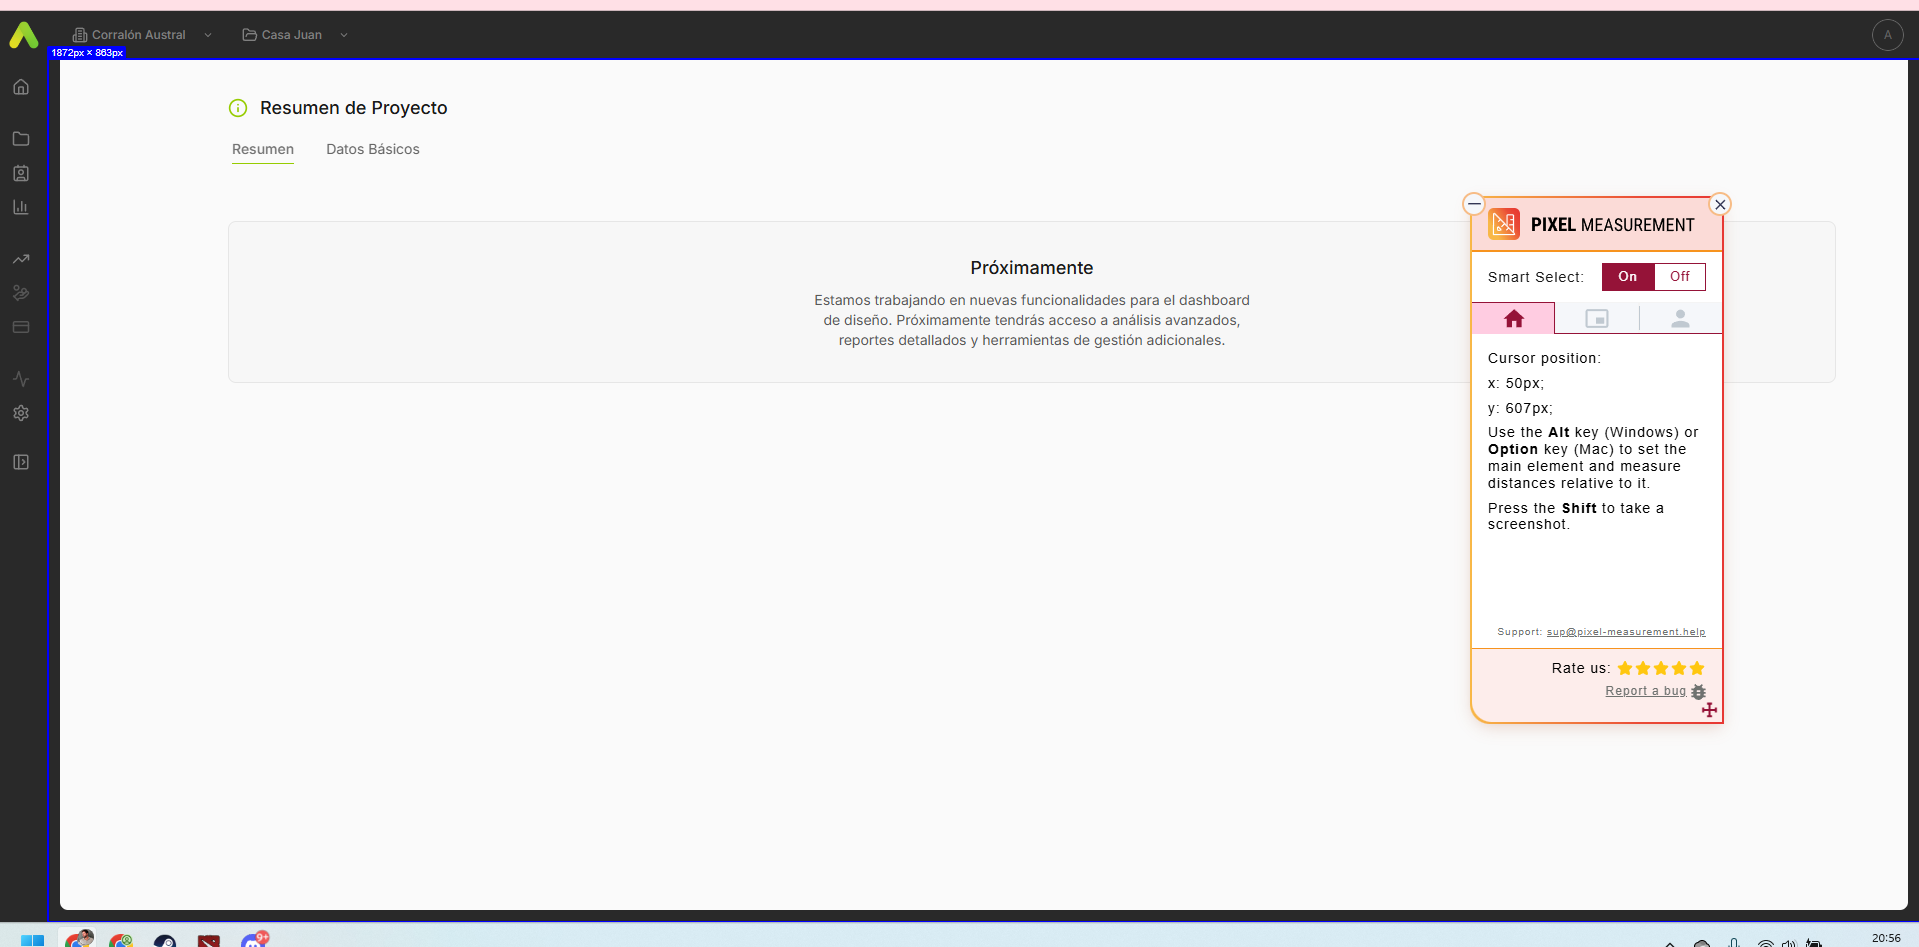 Corralón Austral
Casa Juan
A
1872px × 863px
Resumen de Proyecto
Resumen
Datos Básicos
Próximamente
Estamos trabajando en nuevas funcionalidades para el dashboard
de diseño. Próximamente tendrás acceso a análisis avanzados,
reportes detallados y herramientas de gestión adicionales.
PIXEL MEASUREMENT
Smart Select:
On
Off
Cursor position:
x: 50px;
y: 607px;
Use the Alt key (Windows) or
Option key (Mac) to set the
main element and measure
distances relative to it.
Press the Shift to take a
screenshot.
Support: sup@pixel-measurement.help
Rate us:
Report a bug
9+
20:56